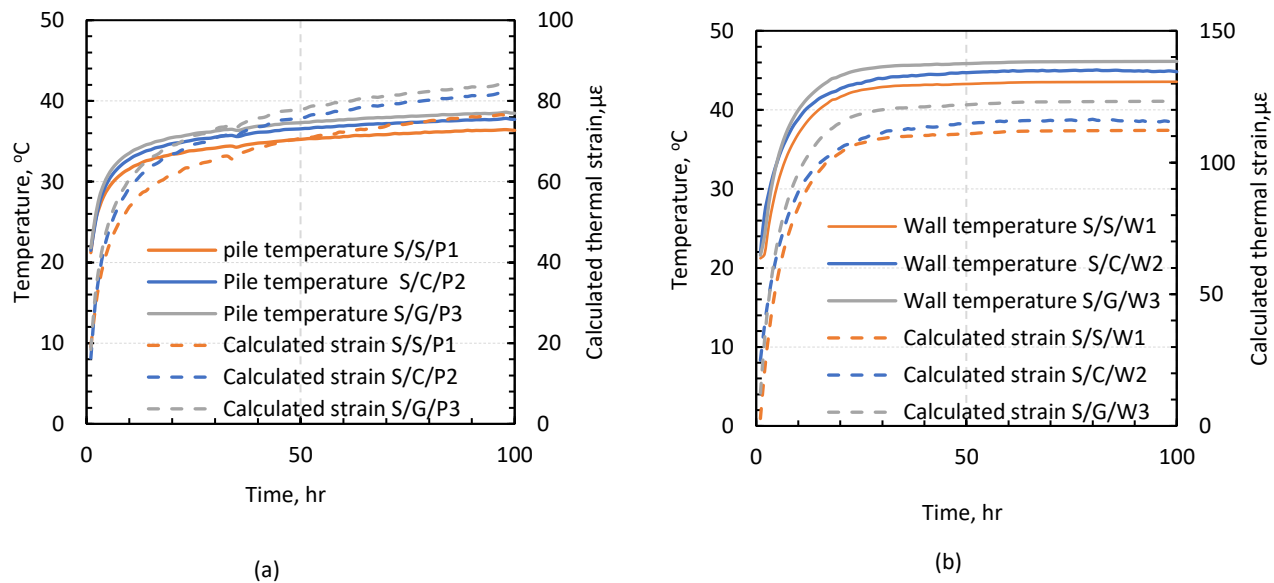 50
40
30
20
10
0
Temperature, ºC
100
80
60
40
20
0
Calculated thermal strain,µε
pile temperature S/S/P1
Pile temperature S/C/P2
Pile temperature S/G/P3
Calculated strain S/S/P1
Calculated strain S/C/P2
Calculated strain S/G/P3
0
50
100
Time, hr
(a)
50
40
30
20
10
0
Temperature, ºC
150
100
50
0
Calculated thermal strain,µε
Wall temperature S/S/W1
Wall temperature S/C/W2
Wall temperature S/G/W3
Calculated strain S/S/W1
Calculated strain S/C/W2
Calculated strain S/G/W3
0
50
100
Time, hr
(b)